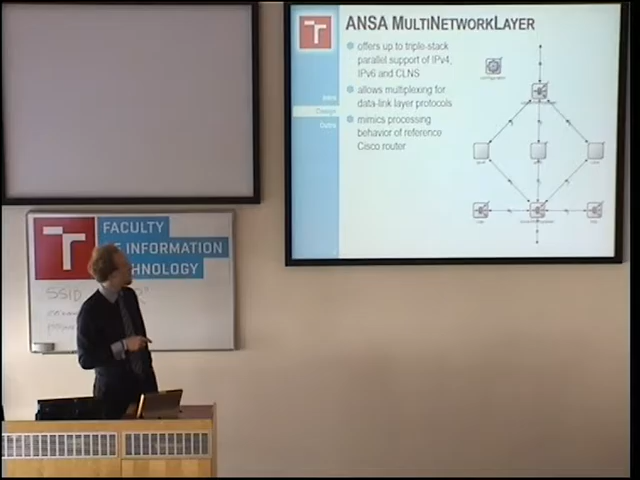 ANSA MULTINETWORKLAYER
offers up to triple-stack
parallel support of IPv4,
IPv6 and CLNS
allows multiplexing for
data-link layer protocols
mimics processing
behavior of reference
Cisco router
Intro
Design
FACULTY
OF INFORMATION
TECHNOLOGY
SSID